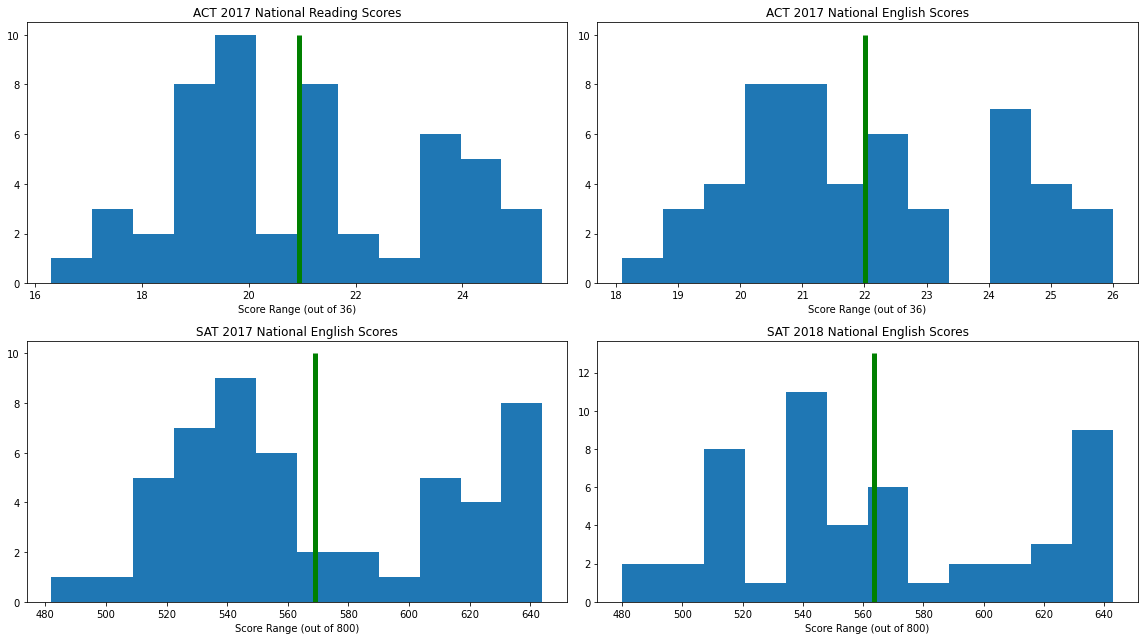 ACT 2017 National Reading Scores
10
8
6
4
2
0
16 18 20 22 24
Score Range (out of 36)
ACT 2017 National English Scores
10
8
6
4
2
0
18 19 20 21 22 23 24 25 26
Score Range (out of 36)
SAT 2017 National English Scores
10
8
6
4
2
0
480 500 520 540 560 580 600 620 640
Score Range (out of 800)
SAT 2018 National English Scores
12
10
8
6
4
2
0
480 500 520 540 560 580 600 620 640
Score Range (out of 800)